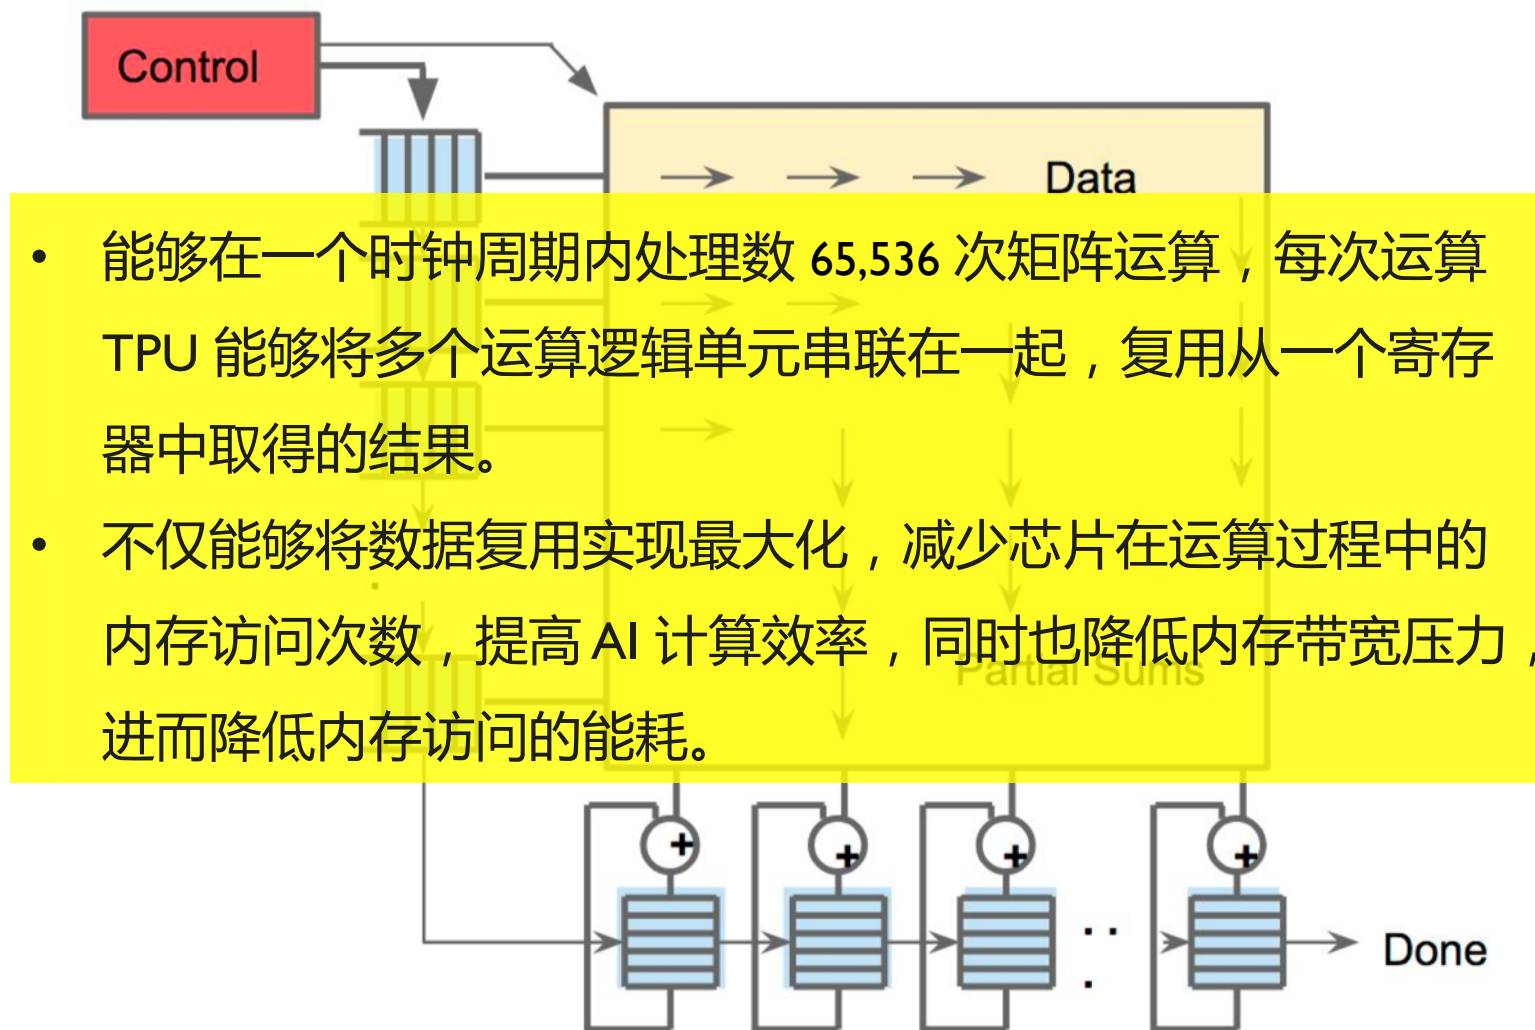 Control
Data
• 能够在一个时钟周期内处理数 65,536 次矩阵运算，每次运算
TPU 能够将多个运算逻辑单元串联在一起，复用从一个寄存
器中取得的结果。
• 不仅能够将数据复用实现最大化，减少芯片在运算过程中的
内存访问次数，提高 AI 计算效率，同时也降低内存带宽压力，
Partial Sums
进而降低内存访问的能耗。
+ + + +
Done